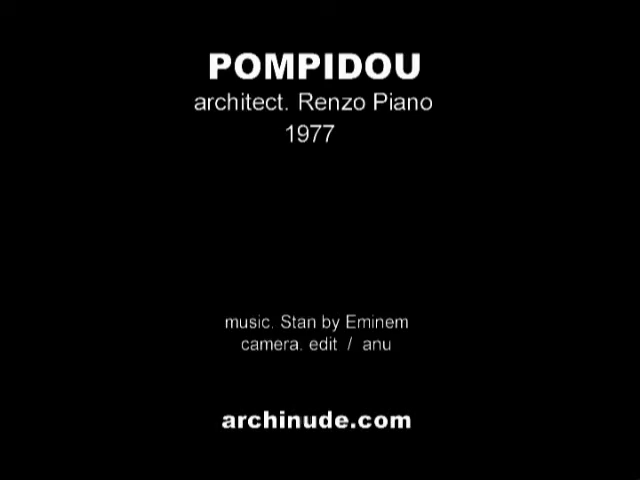 POMPIDOU
architect. Renzo Piano
1977
music. Stan by Eminem
camera. edit / anu
archinude.com